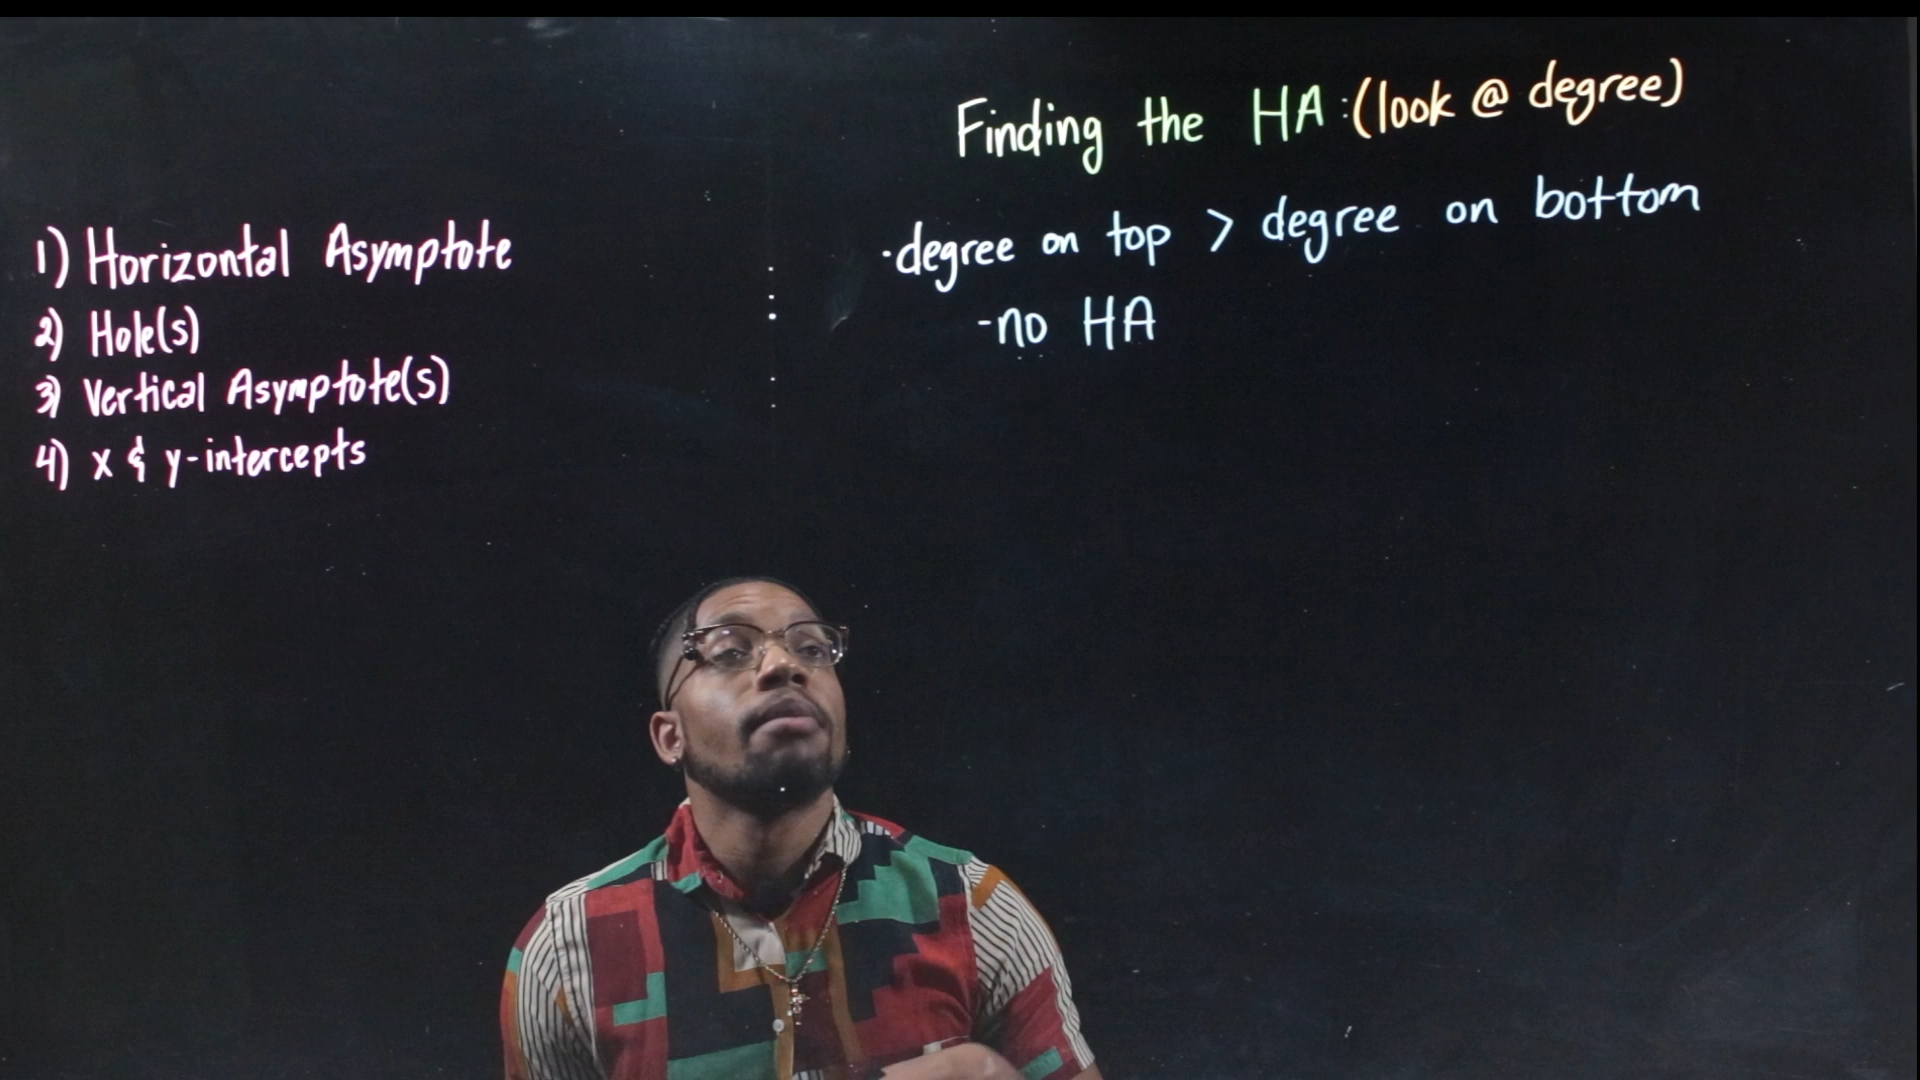 1) Horizontal Asymptote
2) Hole(s)
3) Vertical Asymptote(s)
4) x & y-intercepts
Finding the HA:(look @ degree)
·degree on top > degree on bottom
-no HA